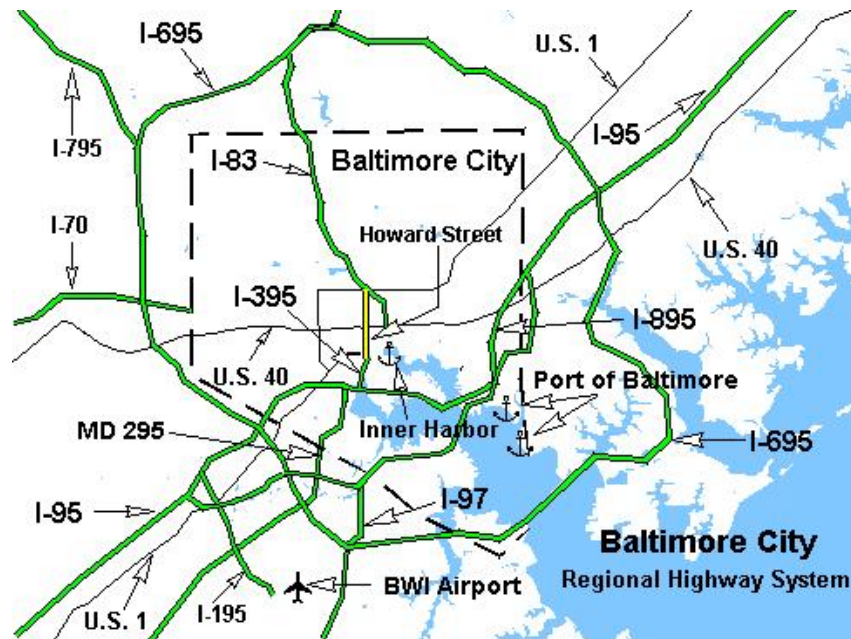 U.S. 1
I-695
I-95
I-795
I-83
Baltimore City
I-70
Howard Street
U.S. 40
I-395
I-895
U.S. 40
Port of Baltimore
Inner Harbor
MD 295
I-695
I-97
I-95
Baltimore City
Regional Highway System
BWI Airport
I-195
U.S. 1